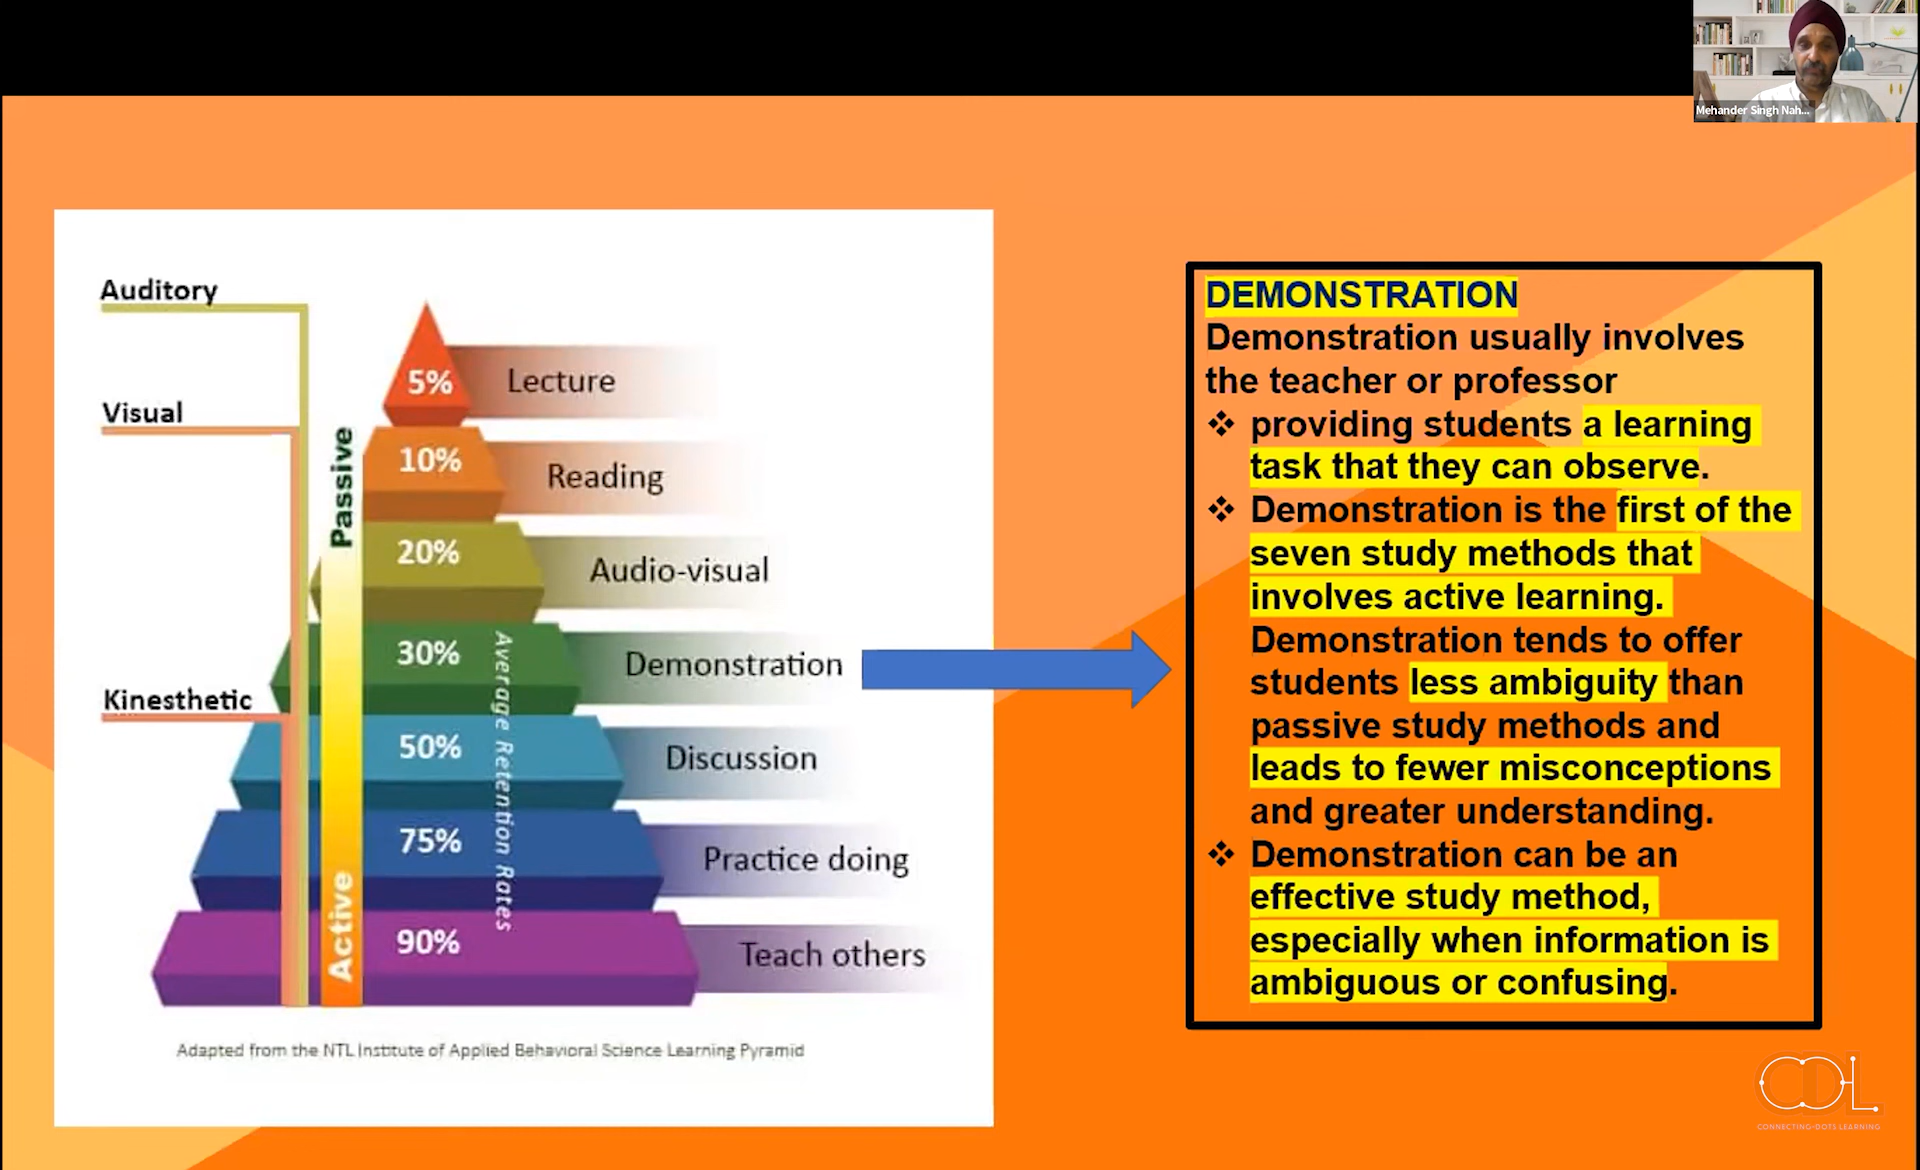 Mehander Singh Nah...
Auditory
Visual
Kinesthetic
Passive
Active
5%
Lecture
10%
Reading
20%
Audio-visual
30%
Demonstration
50%
Discussion
75%
Practice doing
90%
Teach others
Average Retention Rates
Adapted from the NTL Institute of Applied Behavioral Science Learning Pyramid
DEMONSTRATION
Demonstration usually involves
the teacher or professor
❖ providing students a learning
task that they can observe.
❖ Demonstration is the first of the
seven study methods that
involves active learning.
Demonstration tends to offer
students less ambiguity than
passive study methods and
leads to fewer misconceptions
and greater understanding.
❖ Demonstration can be an
effective study method,
especially when information is
ambiguous or confusing.
CDL
CONNECTING-DOTS LEARNING